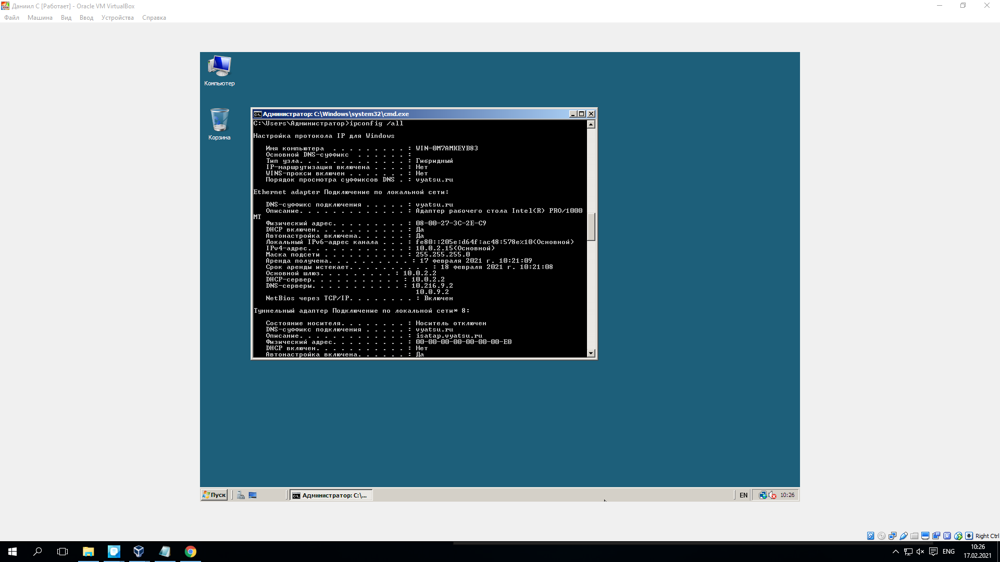 Даниил С [Работает] - Oracle VM VirtualBox
Файл Машина Вид Ввод Устройства Справка
Компьютер
Корзина
Администратор: C:\Windows\system32\cmd.exe
C:\Users\Администратор>ipconfig /all
Настройка протокола IP для Windows
Имя компьютера . . . . . . . . . : WIN-0M7AMKEYB83
Основной DNS-суффикс . . . . . . :
Тип узла. . . . . . . . . . . . . : Гибридный
IP-маршрутизация включена . . . . : Нет
WINS-прокси включен . . . . . . . : Нет
Порядок просмотра суффиксов DNS . : vyatsu.ru
Ethernet adapter Подключение по локальной сети:
DNS-суффикс подключения . . . . . : vyatsu.ru
Описание. . . . . . . . . . . . . : Адаптер рабочего стола Intel(R) PRO/1000
MT
Физический адрес. . . . . . . . . : 08-00-27-3C-2E-C9
DHCP включен. . . . . . . . . . . : Да
Автонастройка включена. . . . . . : Да
Локальный IPv6-адрес канала . . . : fe80::205e:d64f:ac48:578e%10(Основной)
IPv4-адрес. . . . . . . . . . . . : 10.0.2.15(Основной)
Маска подсети . . . . . . . . . . : 255.255.255.0
Аренда получена. . . . . . . . . . : 17 февраля 2021 г. 10:21:09
Срок аренды истекает. . . . . . . . . . : 18 февраля 2021 г. 10:21:08
Основной шлюз. . . . . . . . . : 10.0.2.2
DHCP-сервер. . . . . . . . . . . : 10.0.2.2
DNS-серверы. . . . . . . . . . . : 10.216.9.2
10.0.9.2
NetBios через TCP/IP. . . . . . . . : Включен
Туннельный адаптер Подключение по локальной сети* 8:
Состояние носителя. . . . . . . . : Носитель отключен
DNS-суффикс подключения . . . . . : vyatsu.ru
Описание. . . . . . . . . . . . . : isatap.vyatsu.ru
Физический адрес. . . . . . . . . : 00-00-00-00-00-00-00-E0
DHCP включен. . . . . . . . . . . : Нет
Автонастройка включена. . . . . . : Да
Пуск
Администратор: C:\...
EN
10:26
Right Ctrl
ENG
10:26
17.02.2021